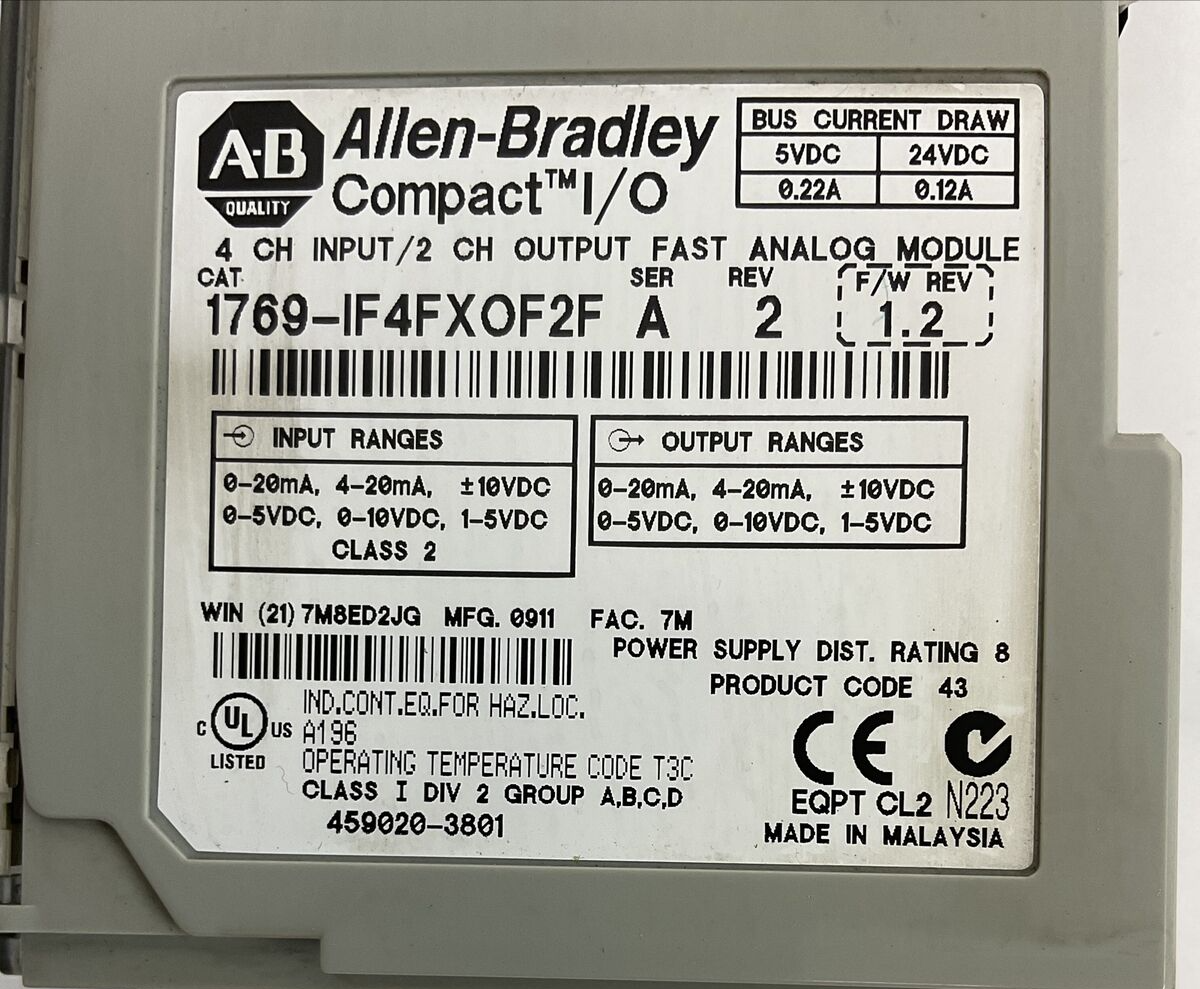 A-B
QUALITY
Allen-Bradley
Compact™ I/O
BUS CURRENT DRAW
5VDC 24VDC
0.22A 0.12A
4 CH INPUT/2 CH OUTPUT FAST ANALOG MODULE
CAT SER REV F/W REV
1769-IF4FXOF2F A 2 1.2
INPUT RANGES
0-20mA, 4-20mA, ±10VDC
0-5VDC, 0-10VDC, 1-5VDC
CLASS 2
OUTPUT RANGES
0-20mA, 4-20mA, ±10VDC
0-5VDC, 0-10VDC, 1-5VDC
WIN (21) 7M8ED2JG MFG. 0911 FAC. 7M
POWER SUPPLY DIST. RATING 8
PRODUCT CODE 43
C UL US
LISTED
IND.CONT.EQ.FOR HAZ.LOC.
A196
OPERATING TEMPERATURE CODE T3C
CLASS I DIV 2 GROUP A,B,C,D
459020-3801
CE
EQPT CL2 N223
MADE IN MALAYSIA